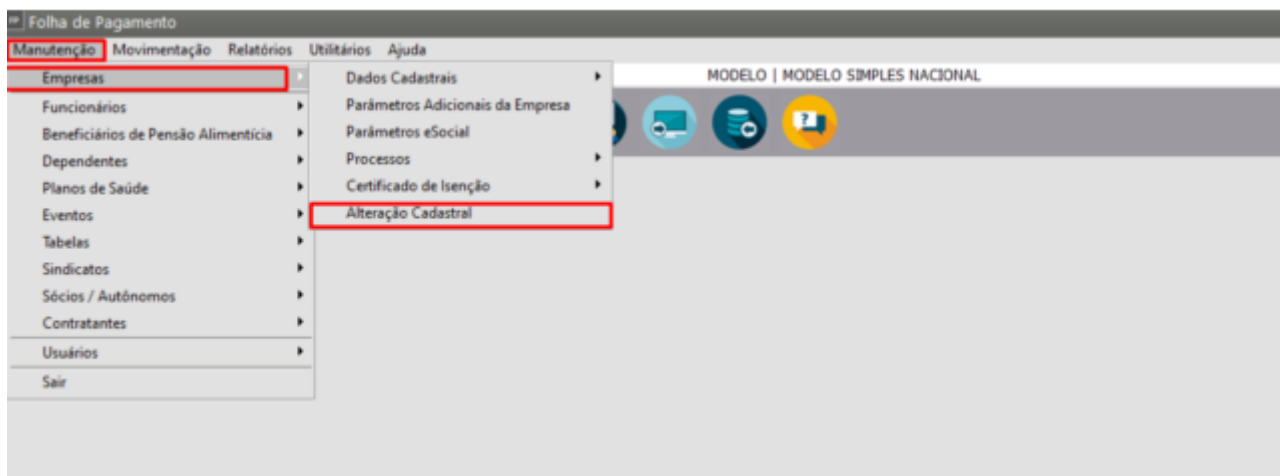 FP Folha de Pagamento
Manutenção Movimentação Relatórios Utilitários Ajuda
MODELO | MODELO SIMPLES NACIONAL
Empresas
Funcionários
Beneficiários de Pensão Alimentícia
Dependentes
Planos de Saúde
Eventos
Tabelas
Sindicatos
Sócios / Autônomos
Contratantes
Usuários
Sair
Dados Cadastrais
Parâmetros Adicionais da Empresa
Parâmetros eSocial
Processos
Certificado de Isenção
Alteração Cadastral